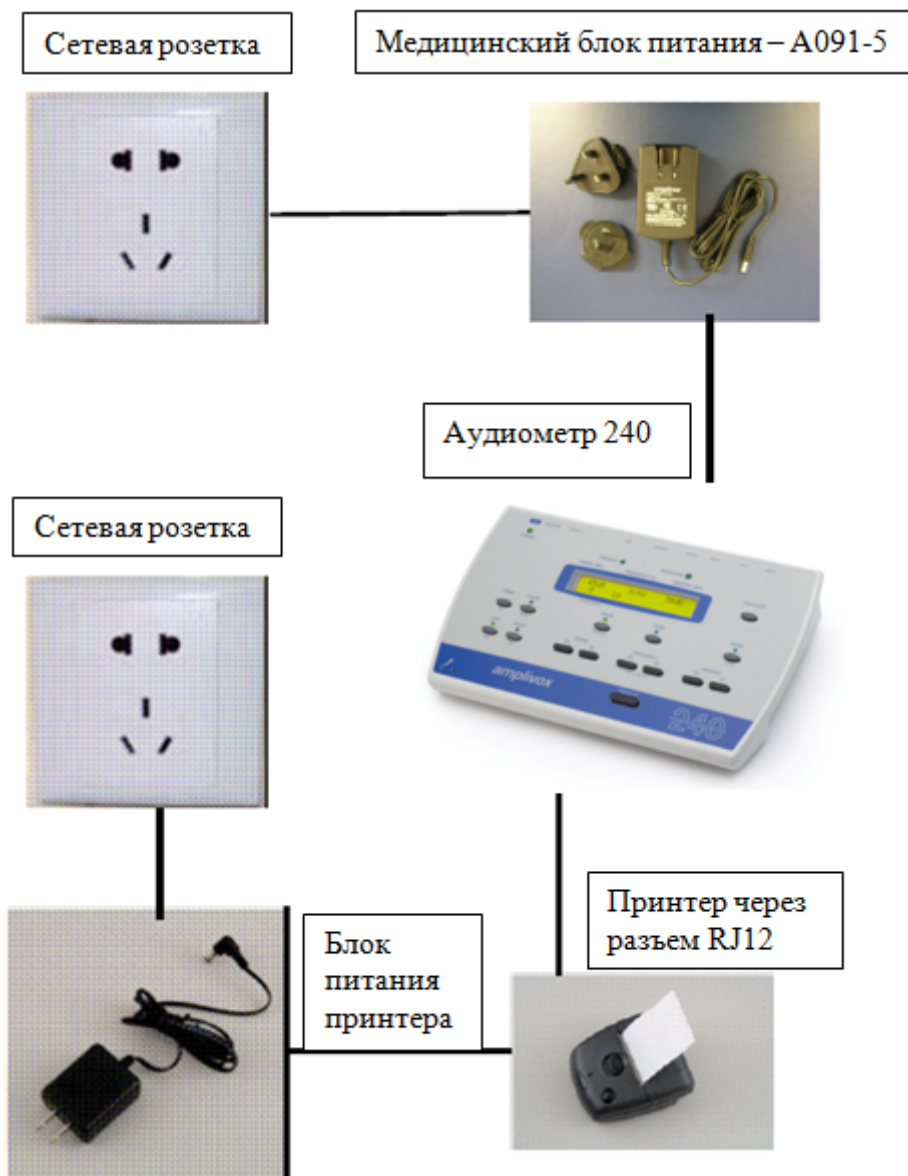 Сетевая розетка
Медицинский блок питания – А091-5
Аудиометр 240
Сетевая розетка
amplivox
240
Блок
питания
принтера
Принтер через
разъем RJ12